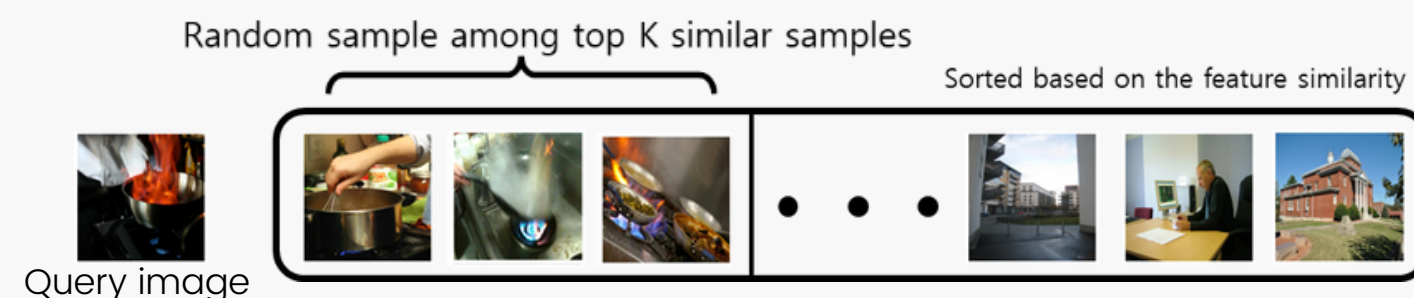 Random sample among top K similar samples
Sorted based on the feature similarity
Query image